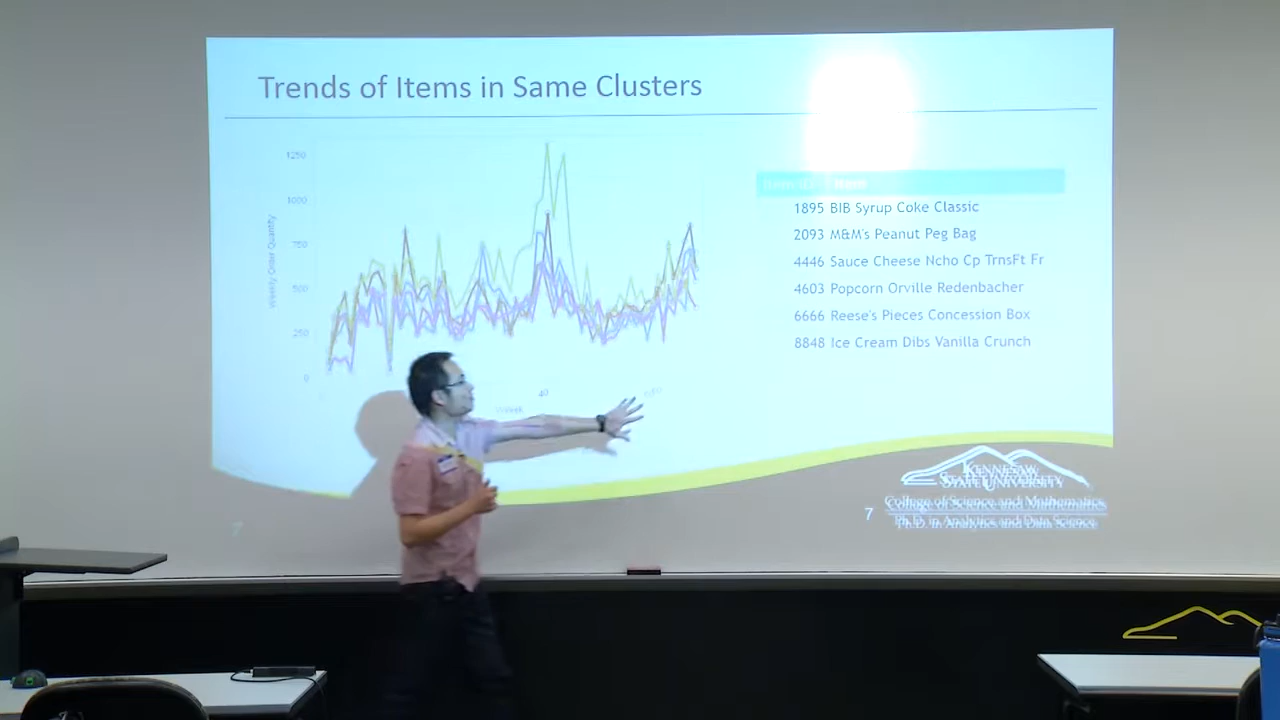 Trends of Items in Same Clusters
1250
1000
750
500
250
0
Weekly Order Quantity
40
Week
1895 BIB Syrup Coke Classic
2093 M&M's Peanut Peg Bag
4446 Sauce Cheese Ncho Cp TrnsFt Fr
4603 Popcorn Orville Redenbacher
6666 Reese's Pieces Concession Box
8848 Ice Cream Dibs Vanilla Crunch
KENNESAW
STATE UNIVERSITY
College of Science and Mathematics
Ph.D. in Analytics and Data Science
7
7